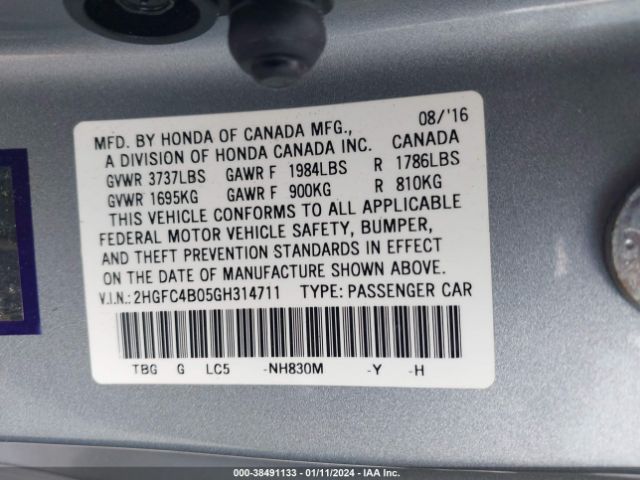 08/'16
MFD. BY HONDA OF CANADA MFG.,
A DIVISION OF HONDA CANADA INC. CANADA
GVWR 3737LBS GAWR F 1984LBS R 1786LBS
GVWR 1695KG GAWR F 900KG R 810KG
THIS VEHICLE CONFORMS TO ALL APPLICABLE
FEDERAL MOTOR VEHICLE SAFETY, BUMPER,
AND THEFT PREVENTION STANDARDS IN EFFECT
ON THE DATE OF MANUFACTURE SHOWN ABOVE.
V.I.N.: 2HGFC4B05GH314711 TYPE: PASSENGER CAR
TBG G LC5 -NH830M -Y -H
000-38491133 - 01/11/2024 - IAA Inc.